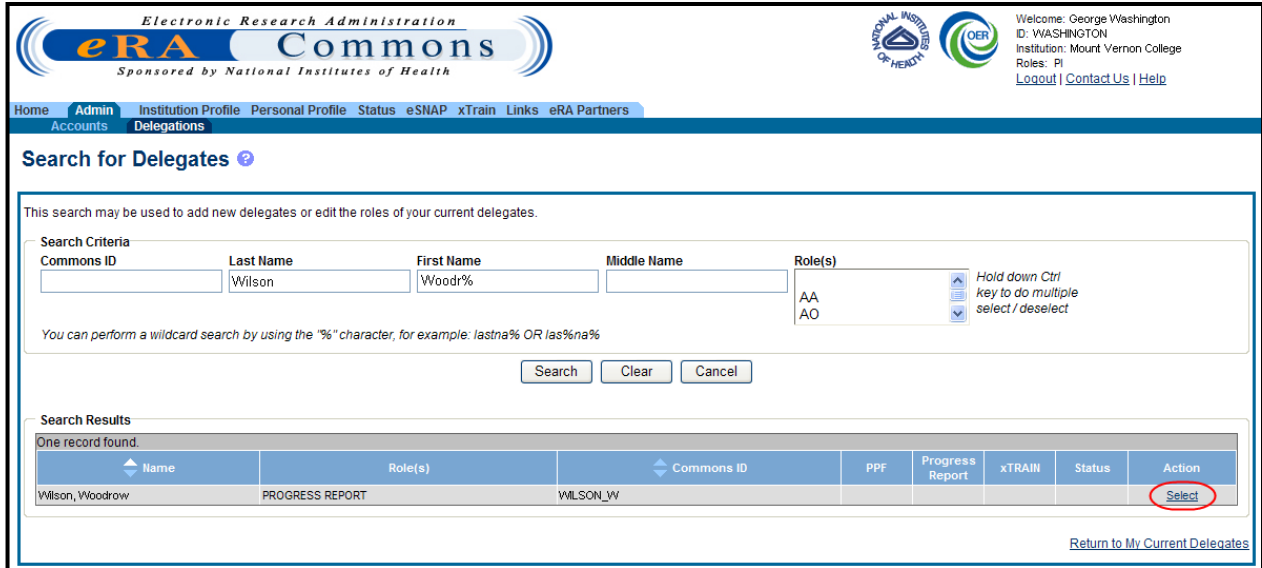 Electronic Research Administration
eRA Commons
Sponsored by National Institutes of Health
NATIONAL INSTITUTES OF HEALTH
OER
Welcome: George Washington
ID: WASHINGTON
Institution: Mount Vernon College
Roles: PI
Logout | Contact Us | Help
Home Admin Institution Profile Personal Profile Status eSNAP xTrain Links eRA Partners
Accounts Delegations
Search for Delegates ?
This search may be used to add new delegates or edit the roles of your current delegates.
Search Criteria
Commons ID Last Name First Name Middle Name Role(s)
Wilson Woodr%
AA
AO
Hold down Ctrl
key to do multiple
select / deselect
You can perform a wildcard search by using the "%" character, for example: lastna% OR las%na%
Search Clear Cancel
Search Results
One record found.
Name Role(s) Commons ID PPF Progress Report xTRAIN Status Action
Wilson, Woodrow PROGRESS REPORT WILSON_W Select
Return to My Current Delegates